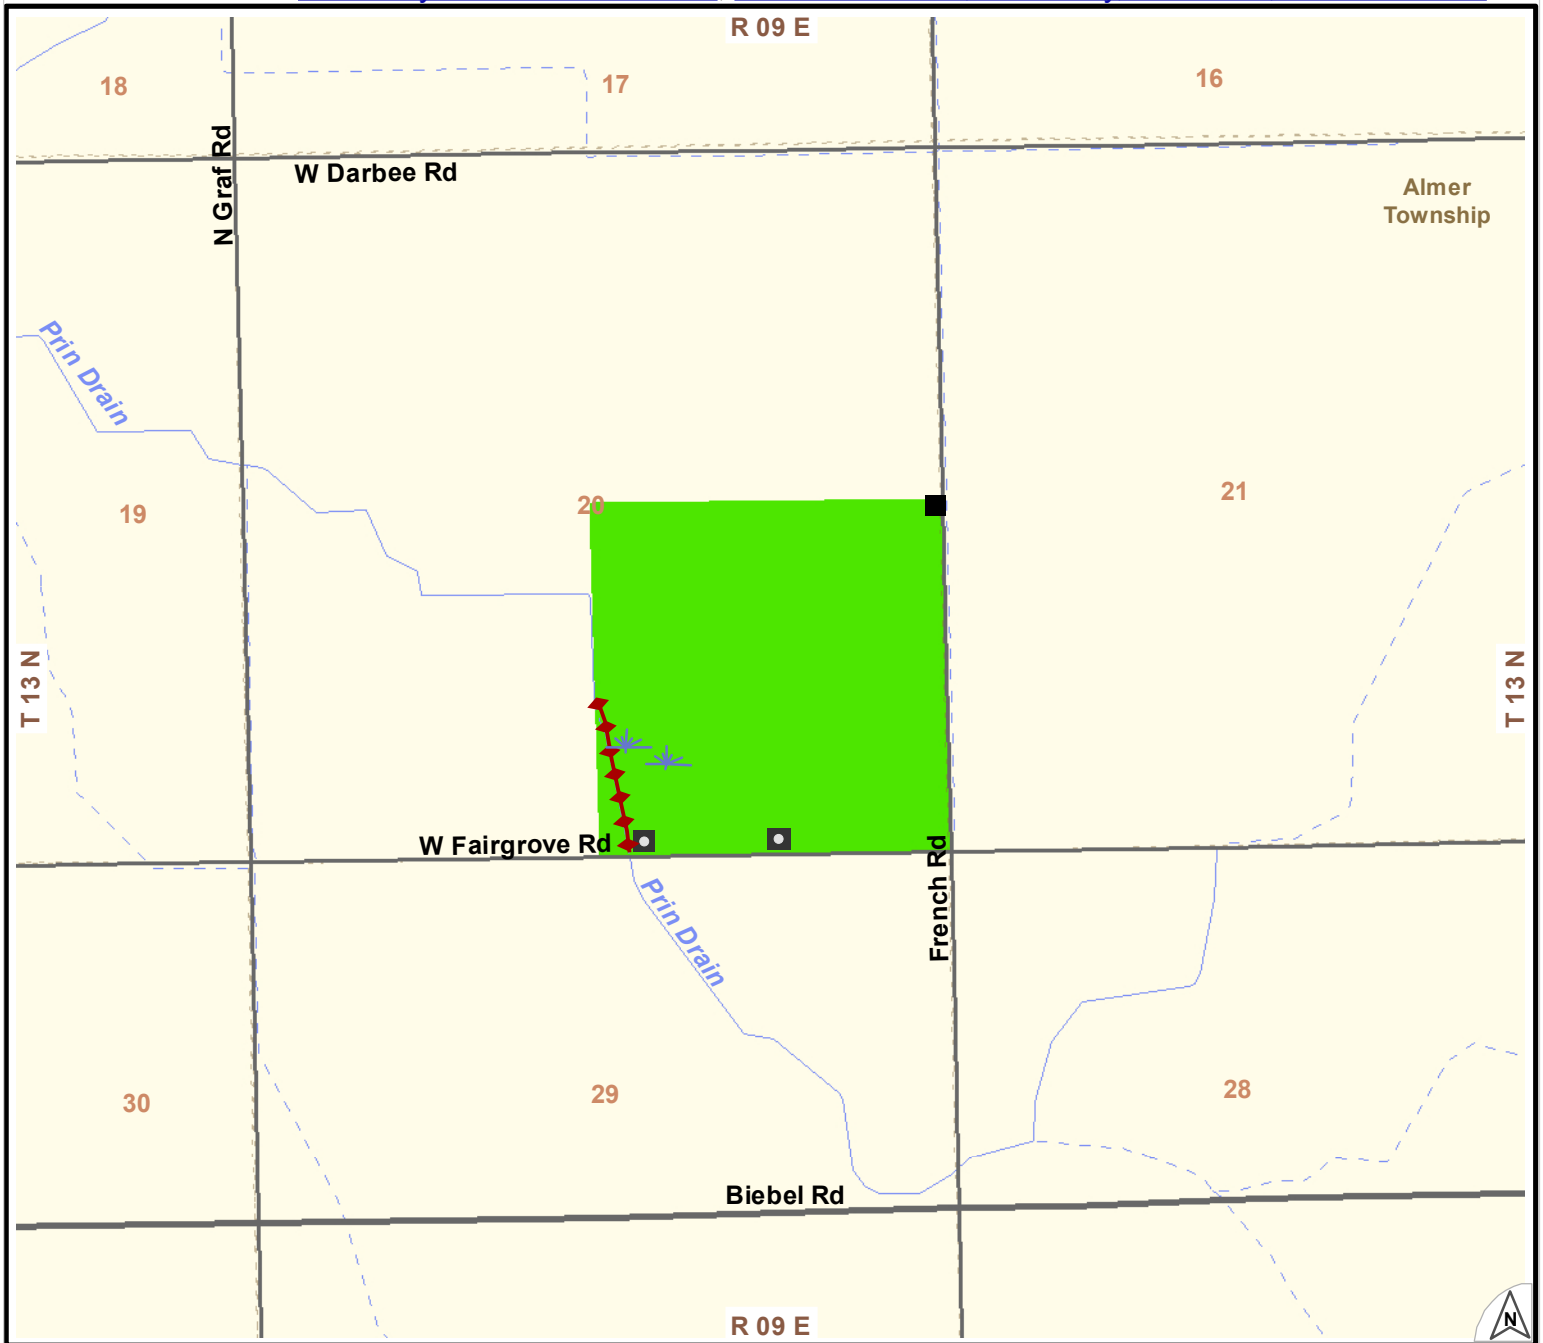 R 09 E
18
17
16
N Graf Rd
W Darbee Rd
Almer
Township
Prin Drain
19
20
21
T 13 N
T 13 N
W Fairgrove Rd
French Rd
Prin Drain
30
29
28
Biebel Rd
R 09 E
N